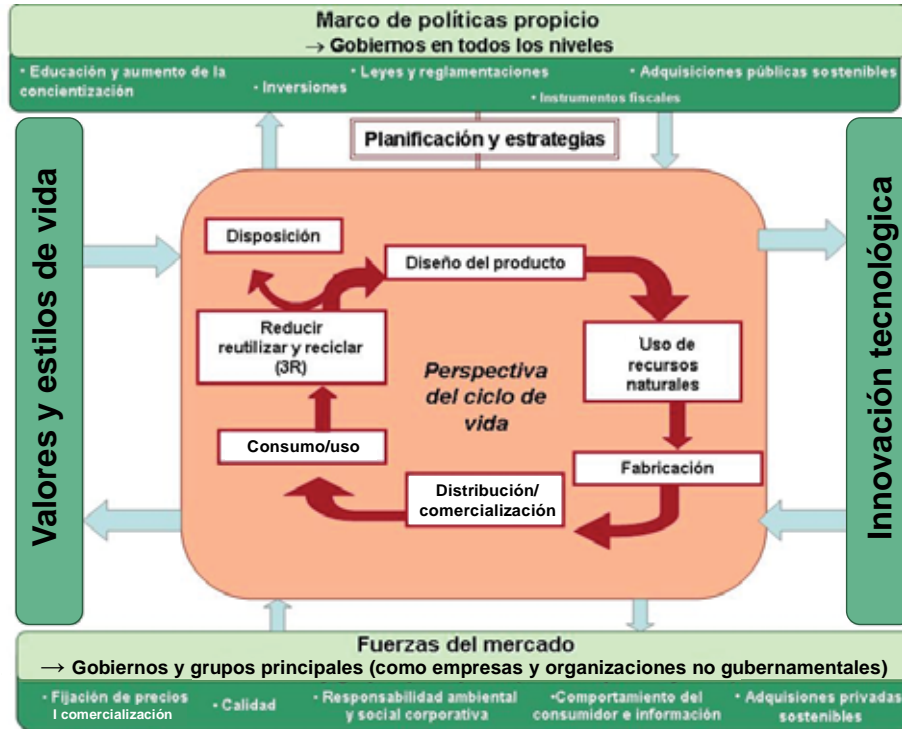 Marco de políticas propicio
→ Gobiernos en todos los niveles
• Educación y aumento de la
concientización
• Inversiones
• Leyes y reglamentaciones
• Instrumentos fiscales
• Adquisiciones públicas sostenibles
Planificación y estrategias
Valores y estilos de vida
Innovación tecnológica
Disposición
Diseño del producto
Reducir
reutilizar y reciclar
(3R)
Uso de
recursos
naturales
Perspectiva
del ciclo de
vida
Consumo/uso
Fabricación
Distribución/
comercialización
Fuerzas del mercado
→ Gobiernos y grupos principales (como empresas y organizaciones no gubernamentales)
• Fijación de precios
I comercialización
• Calidad
• Responsabilidad ambiental
y social corporativa
•Comportamiento del
consumidor e información
• Adquisiones privadas
sostenibles